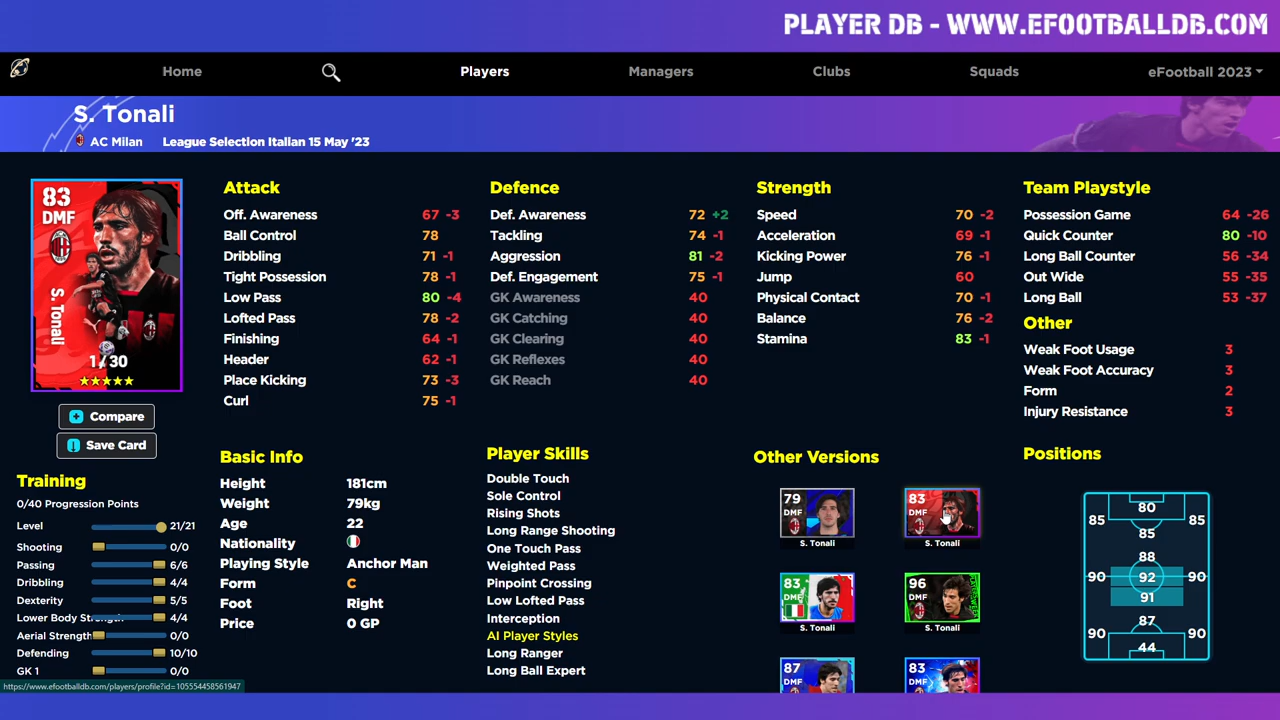 PLAYER DB - WWW.EFOOTBALLDB.COM
Home
Players
Managers
Clubs
Squads
eFootball 2023
S. Tonali
AC Milan League Selection Italian 15 May '23
83
DMF
S. Tonali
1/30
★★★★★
Compare
Save Card
Attack
Off. Awareness 67 -3
Ball Control 78
Dribbling 71 -1
Tight Possession 78 -1
Low Pass 80 -4
Lofted Pass 78 -2
Finishing 64 -1
Header 62 -1
Place Kicking 73 -3
Curl 75 -1
Defence
Def. Awareness 72 +2
Tackling 74 -1
Aggression 81 -2
Def. Engagement 75 -1
GK Awareness 40
GK Catching 40
GK Clearing 40
GK Reflexes 40
GK Reach 40
Strength
Speed 70 -2
Acceleration 69 -1
Kicking Power 76 -1
Jump 60
Physical Contact 70 -1
Balance 76 -2
Stamina 83 -1
Team Playstyle
Possession Game 64 -26
Quick Counter 80 -10
Long Ball Counter 56 -34
Out Wide 55 -35
Long Ball 53 -37
Other
Weak Foot Usage 3
Weak Foot Accuracy 3
Form 2
Injury Resistance 3
Training
0/40 Progression Points
Level 21/21
Shooting 0/0
Passing 6/6
Dribbling 4/4
Dexterity 5/5
Lower Body Strength 4/4
Aerial Strength 0/0
Defending 10/10
GK 1 0/0
Basic Info
Height 181cm
Weight 79kg
Age 22
Nationality
Playing Style Anchor Man
Form C
Foot Right
Price 0 GP
Player Skills
Double Touch
Sole Control
Rising Shots
Long Range Shooting
One Touch Pass
Weighted Pass
Pinpoint Crossing
Low Lofted Pass
Interception
AI Player Styles
Long Ranger
Long Ball Expert
Other Versions
79
DMF
S. Tonali
83
DMF
S. Tonali
83
DMF
S. Tonali
96
DMF
S. Tonali
87
DMF
83
DMF
Positions
80
85 85
85
88
90 92 90
91
87
90 90
44
https://www.efootballdb.com/players/profile?id=105554458561947